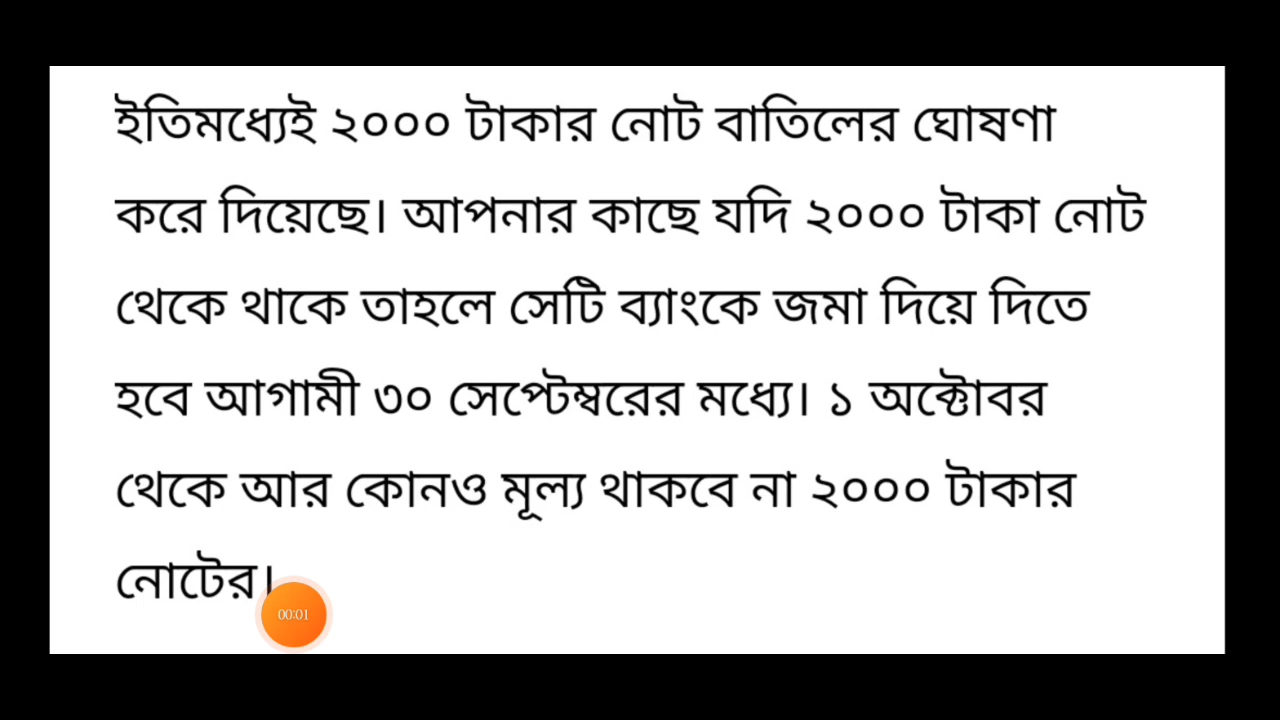 ইতিমধ্যেই ২০০০ টাকার নোট বাতিলের ঘোষণা
করে দিয়েছে। আপনার কাছে যদি ২০০০ টাকা নোট
থেকে থাকে তাহলে সেটি ব্যাংকে জমা দিয়ে দিতে
হবে আগামী ৩০ সেপ্টেম্বরের মধ্যে। ১ অক্টোবর
থেকে আর কোনও মূল্য থাকবে না ২০০০ টাকার
নোটের।
00:01